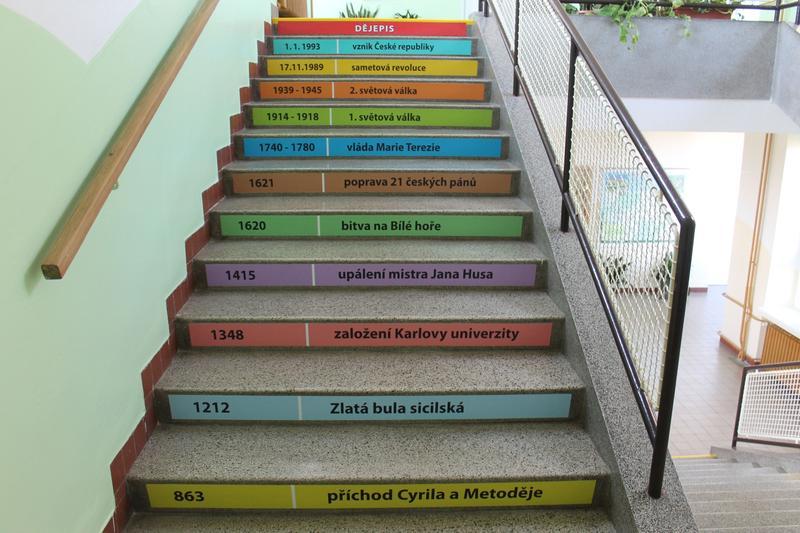 DĚJEPIS
1. 1. 1993 vznik České republiky
17.11.1989 sametová revoluce
1939 - 1945 2. světová válka
1914 - 1918 1. světová válka
1740 - 1780 vláda Marie Terezie
1621 poprava 21 českých pánů
1620 bitva na Bílé hoře
1415 upálení mistra Jana Husa
1348 založení Karlovy univerzity
1212 Zlatá bula sicilská
863 příchod Cyrila a Metoděje